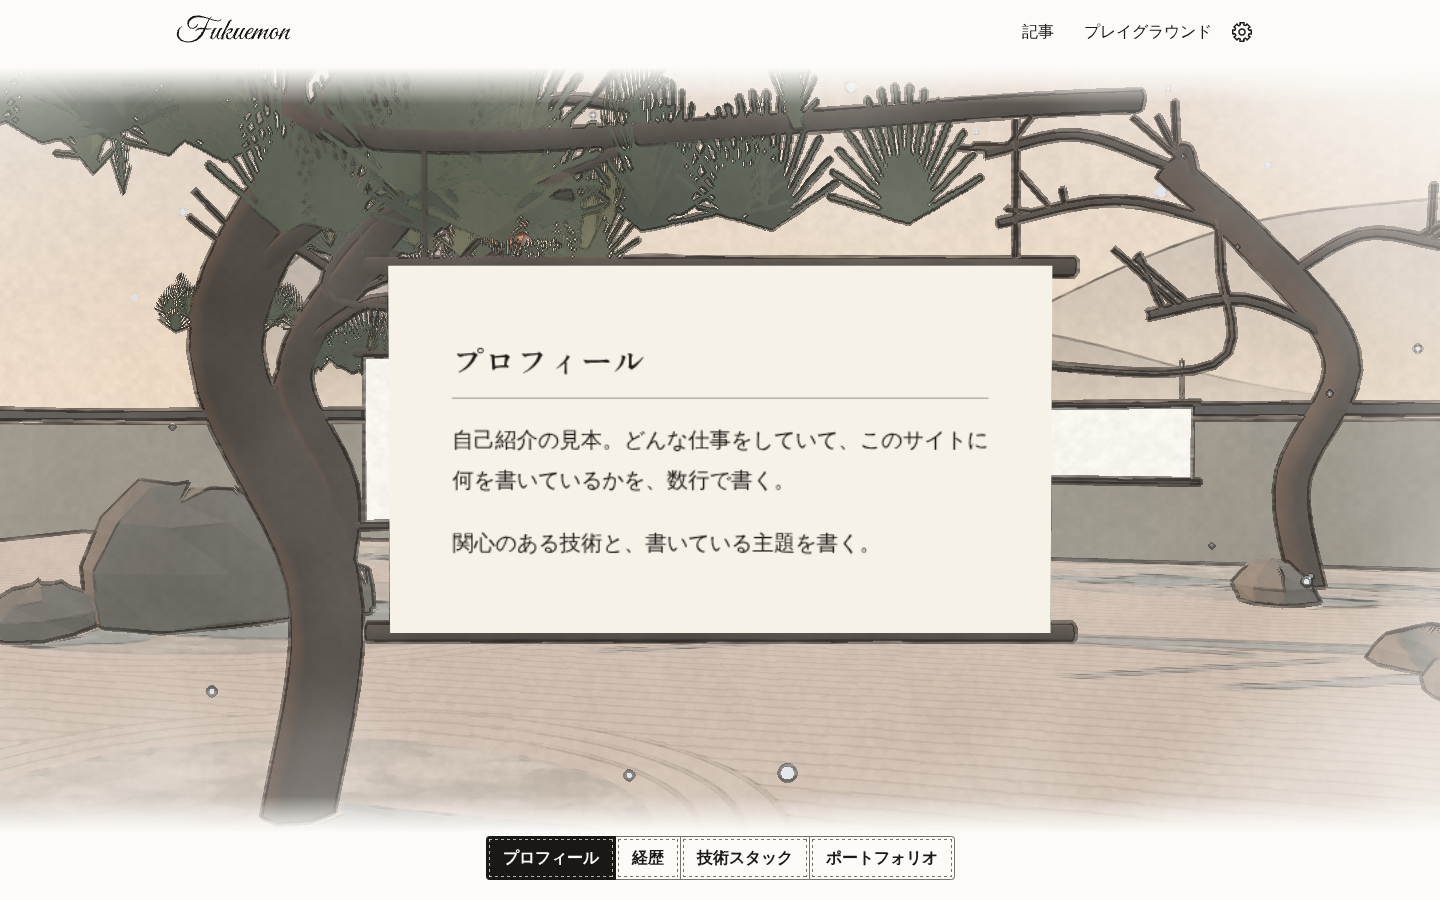 Fukuemon
記事
プレイグラウンド
プロフィール
自己紹介の見本。どんな仕事をしていて、このサイトに
何を書いているかを、数行で書く。
関心のある技術と、書いている主題を書く。
プロフィール
経歴
技術スタック
ポートフォリオ